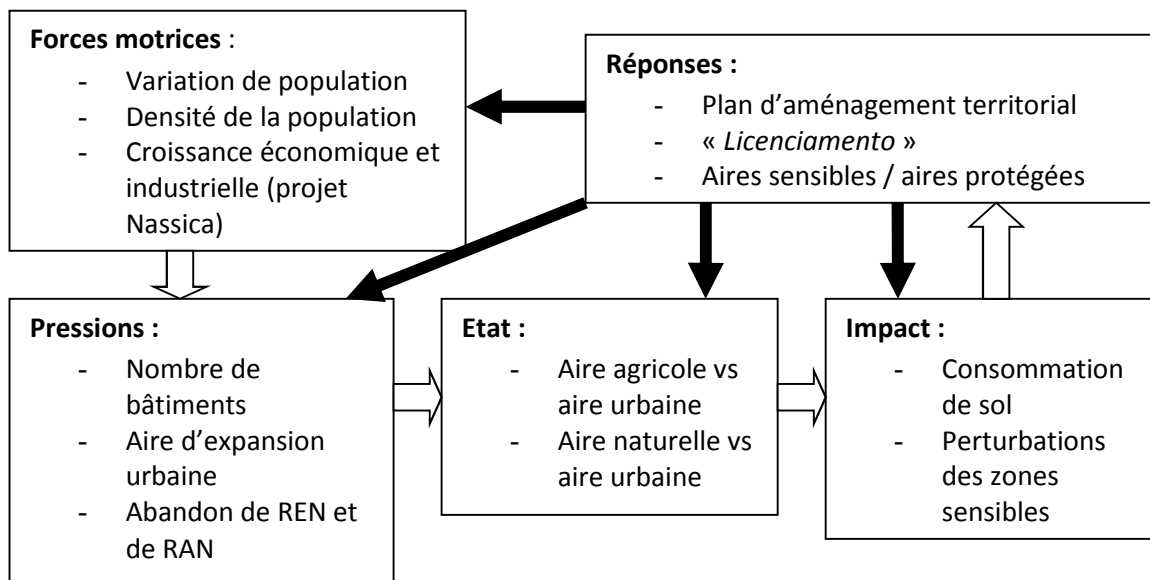 Forces motrices :
- Variation de population
- Densité de la population
- Croissance économique et
industrielle (projet
Nassica)
Réponses :
- Plan d'aménagement territorial
- « Licenciamento »
- Aires sensibles / aires protégées
Pressions :
- Nombre de
bâtiments
- Aire d'expansion
urbaine
- Abandon de REN et
de RAN
Etat :
- Aire agricole vs
aire urbaine
- Aire naturelle vs
aire urbaine
Impact :
- Consommation
de sol
- Perturbations
des zones
sensibles